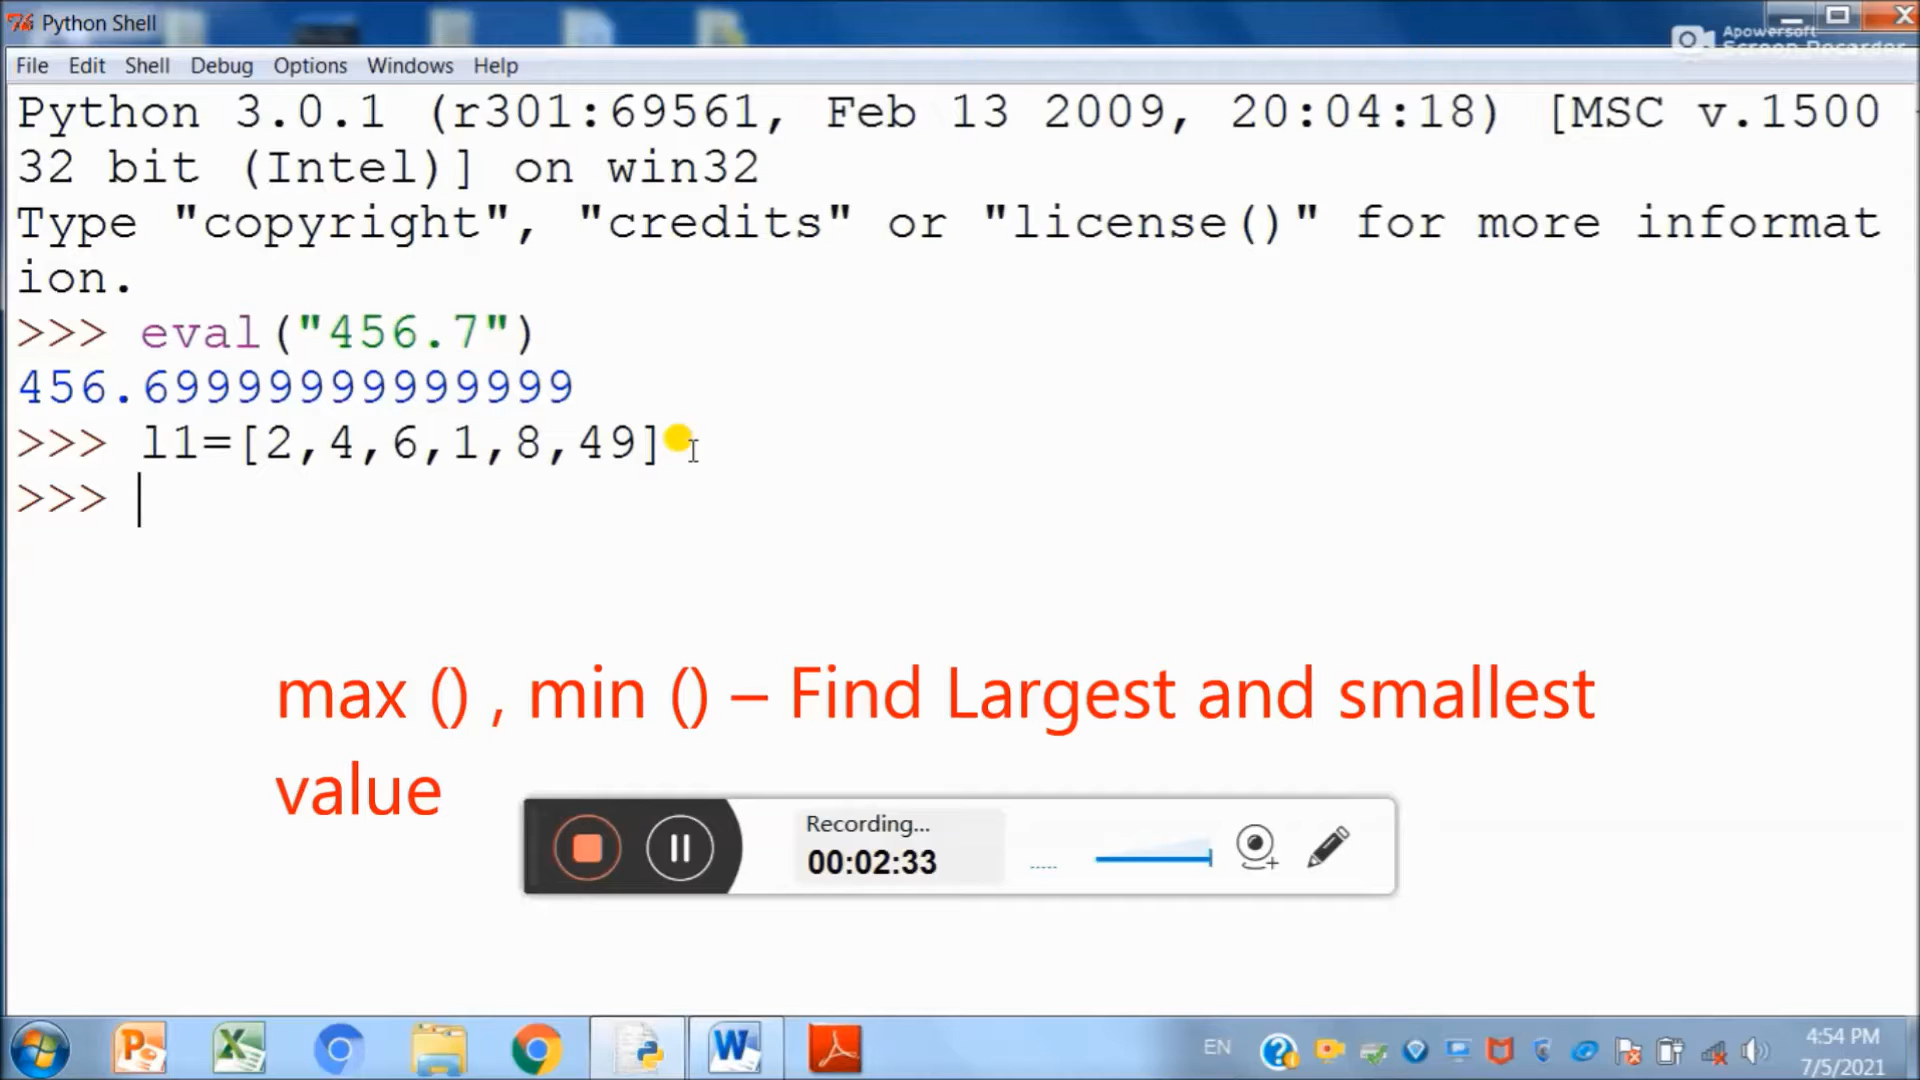 Python Shell
Apowersoft
Screen Recorder
File Edit Shell Debug Options Windows Help
Python 3.0.1 (r301:69561, Feb 13 2009, 20:04:18) [MSC v.1500
32 bit (Intel)] on win32
Type "copyright", "credits" or "license()" for more informat
ion.
>>> eval("456.7")
456.69999999999999
>>> l1=[2,4,6,1,8,49]
>>>
max () , min () – Find Largest and smallest
value
Recording...
00:02:33
EN
4:54 PM
7/5/2021